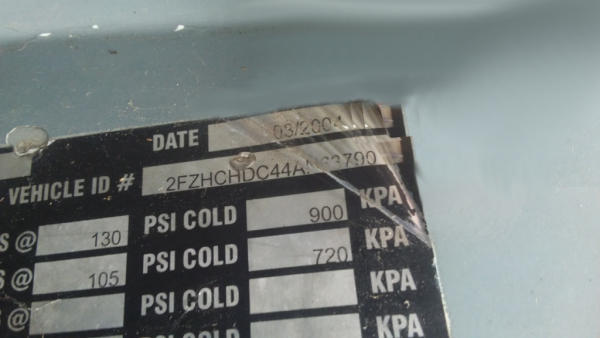 DATE 03/2004
VEHICLE ID # 2FZHCHDC44AN63790
S @ 130 PSI COLD 900 KPA
S @ 105 PSI COLD 720 KPA
@ PSI COLD KPA
KPA